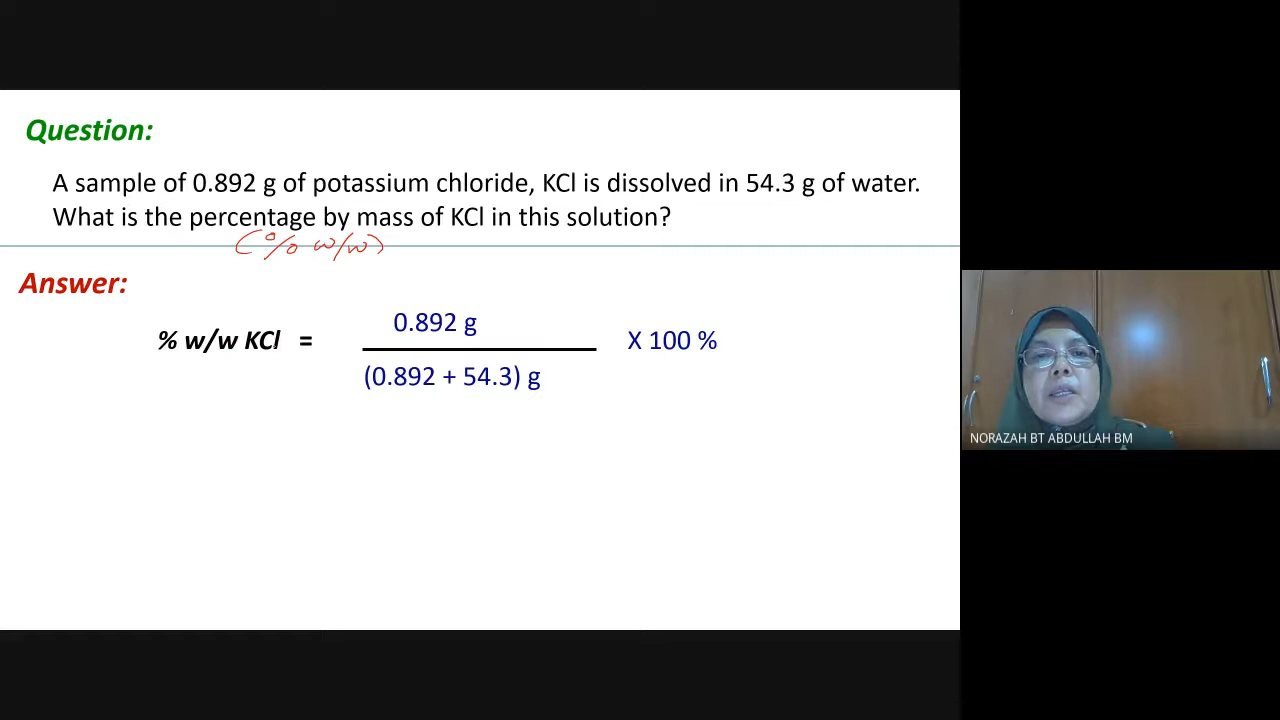 Question:
A sample of 0.892 g of potassium chloride, KCl is dissolved in 54.3 g of water.
What is the percentage by mass of KCl in this solution?
(% w/w)
Answer:
% w/w KCl = 0.892 g / (0.892 + 54.3) g X 100 %
NORAZAH BT ABDULLAH BM